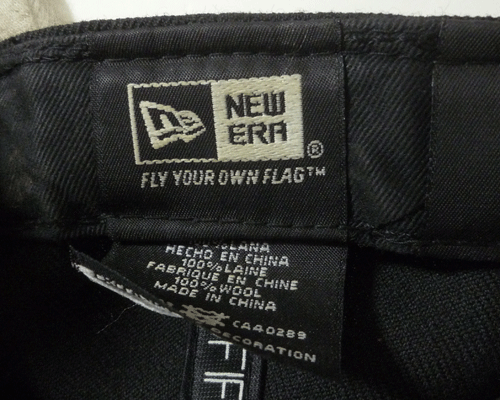 NEW
ERA
®
FLY YOUR OWN FLAG™
HECHO EN CHINA
100% LAINE
FABRIQUE EN CHINE
100% WOOL
MADE IN CHINA
CA40289